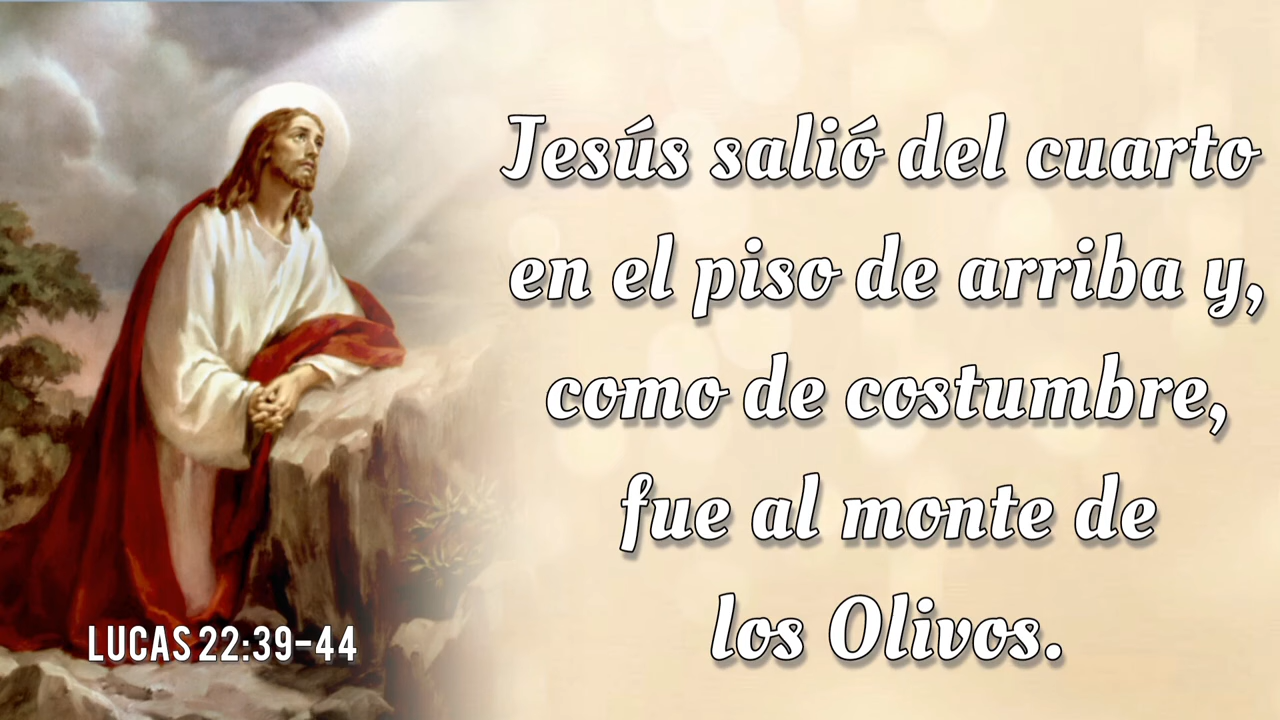 Jesús salió del cuarto
en el piso de arriba y,
como de costumbre,
fue al monte de
los Olivos.
LUCAS 22:39-44